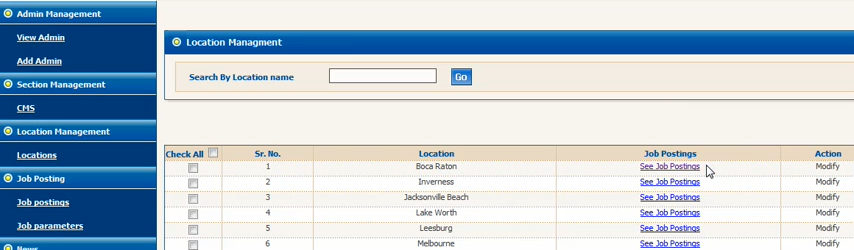 Admin Management
View Admin
Add Admin
Section Management
CMS
Location Management
Locations
Job Posting
Job postings
Job parameters
News
Location Managment
Search By Location name
Go
Check All Sr. No. Location Job Postings Action
1 Boca Raton See Job Postings Modify
2 Inverness See Job Postings Modify
3 Jacksonville Beach See Job Postings Modify
4 Lake Worth See Job Postings Modify
5 Leesburg See Job Postings Modify
6 Melbourne See Job Postings Modify